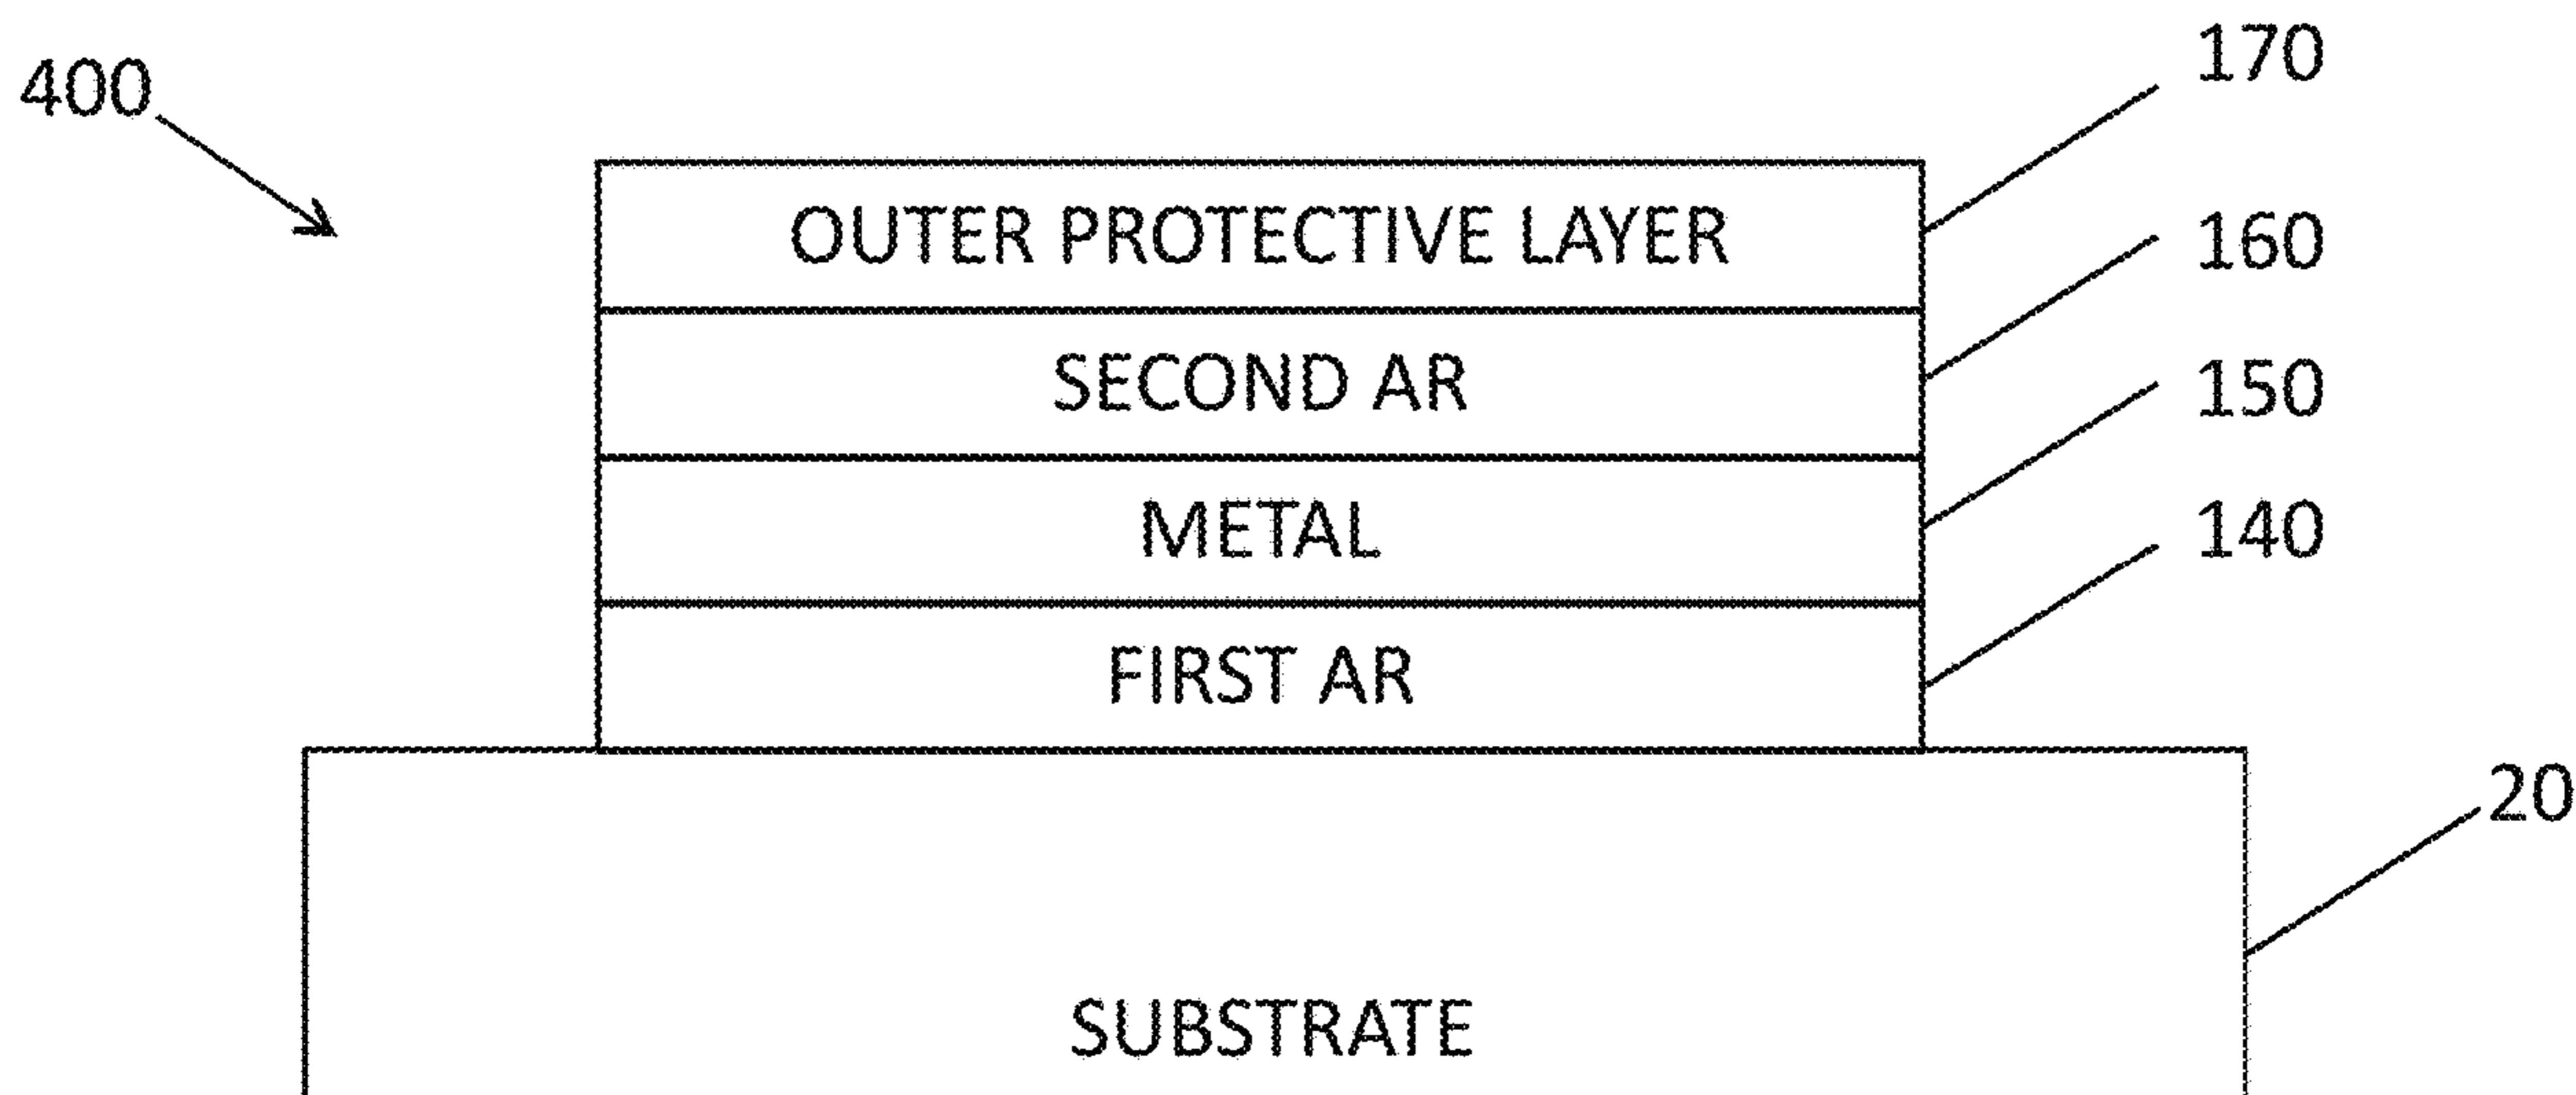 170
400
OUTER PROTECTIVE LAYER
160
SECOND AR
150
METAL
140
FIRST AR
20
SUBSTRATE